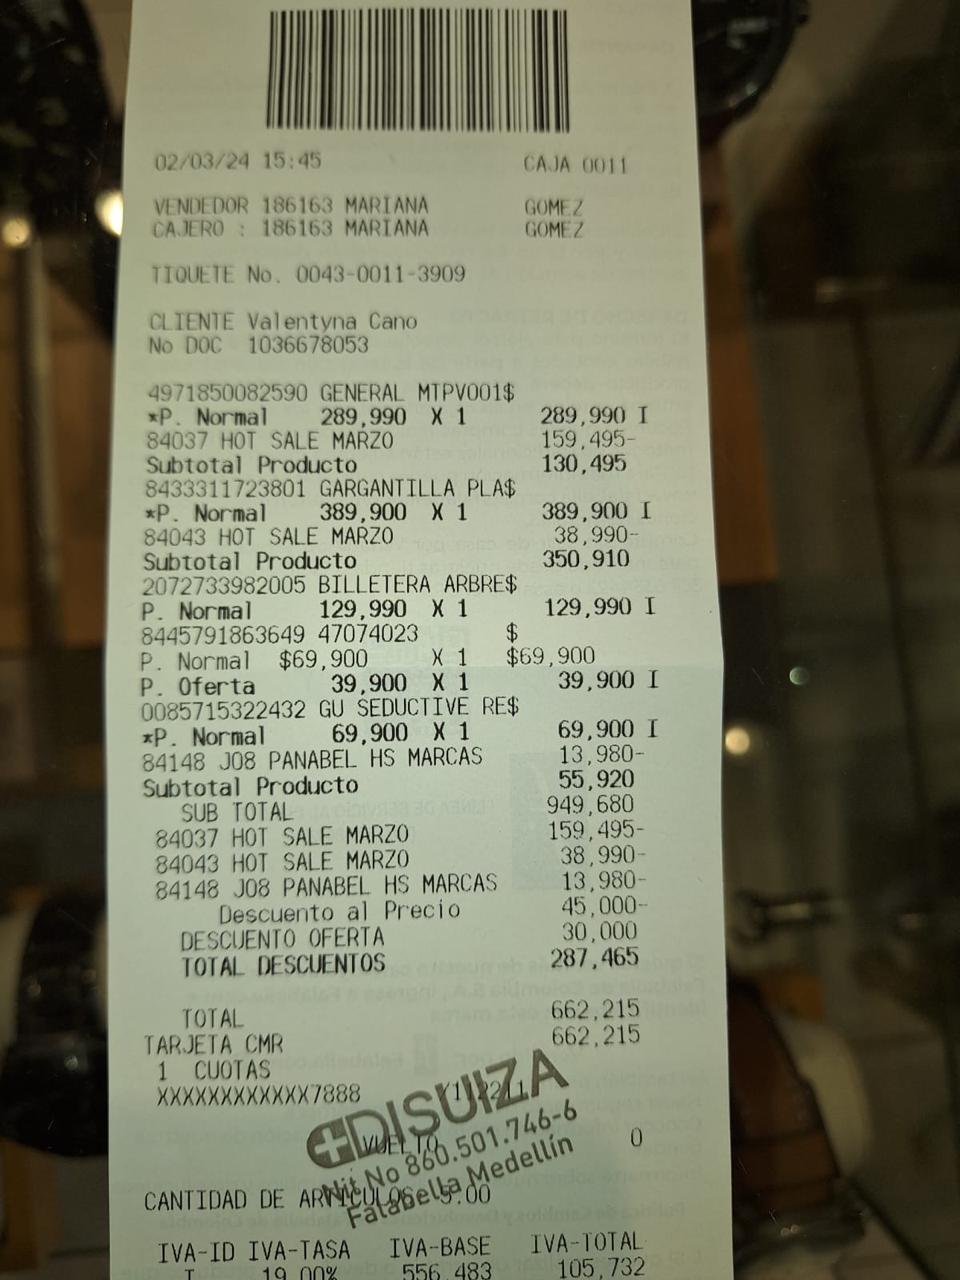 02/03/24 15:45 CAJA 0011
VENDEDOR 186163 MARIANA GOMEZ
CAJERO : 186163 MARIANA GOMEZ
TIQUETE No. 0043-0011-3909
CLIENTE Valentyna Cano
No DOC 1036678053
4971850082590 GENERAL MTPV001$
*P. Normal 289,990 X 1 289,990 I
84037 HOT SALE MARZO 159,495-
Subtotal Producto 130,495
8433311723801 GARGANTILLA PLA$
*P. Normal 389,900 X 1 389,900 I
84043 HOT SALE MARZO 38,990-
Subtotal Producto 350,910
2072733982005 BILLETERA ARBRE$
P. Normal 129,990 X 1 129,990 I
8445791863649 47074023 $
P. Normal $69,900 X 1 $69,900
P. Oferta 39,900 X 1 39,900 I
0085715322432 GU SEDUCTIVE RE$
*P. Normal 69,900 X 1 69,900 I
84148 J08 PANABEL HS MARCAS 13,980-
Subtotal Producto 55,920
SUB TOTAL 949,680
84037 HOT SALE MARZO 159,495-
84043 HOT SALE MARZO 38,990-
84148 J08 PANABEL HS MARCAS 13,980-
Descuento al Precio 45,000-
DESCUENTO OFERTA 30,000
TOTAL DESCUENTOS 287,465
TOTAL 662,215
TARJETA CMR 662,215
1 CUOTAS
XXXXXXXXXXXX7888
DISUIZA
VUELTO 0
Nit No 860.501.746-6
Falabella Medellín
CANTIDAD DE ARTICULOS 5.00
IVA-ID IVA-TASA IVA-BASE IVA-TOTAL
I 19.00% 556,483 105,732